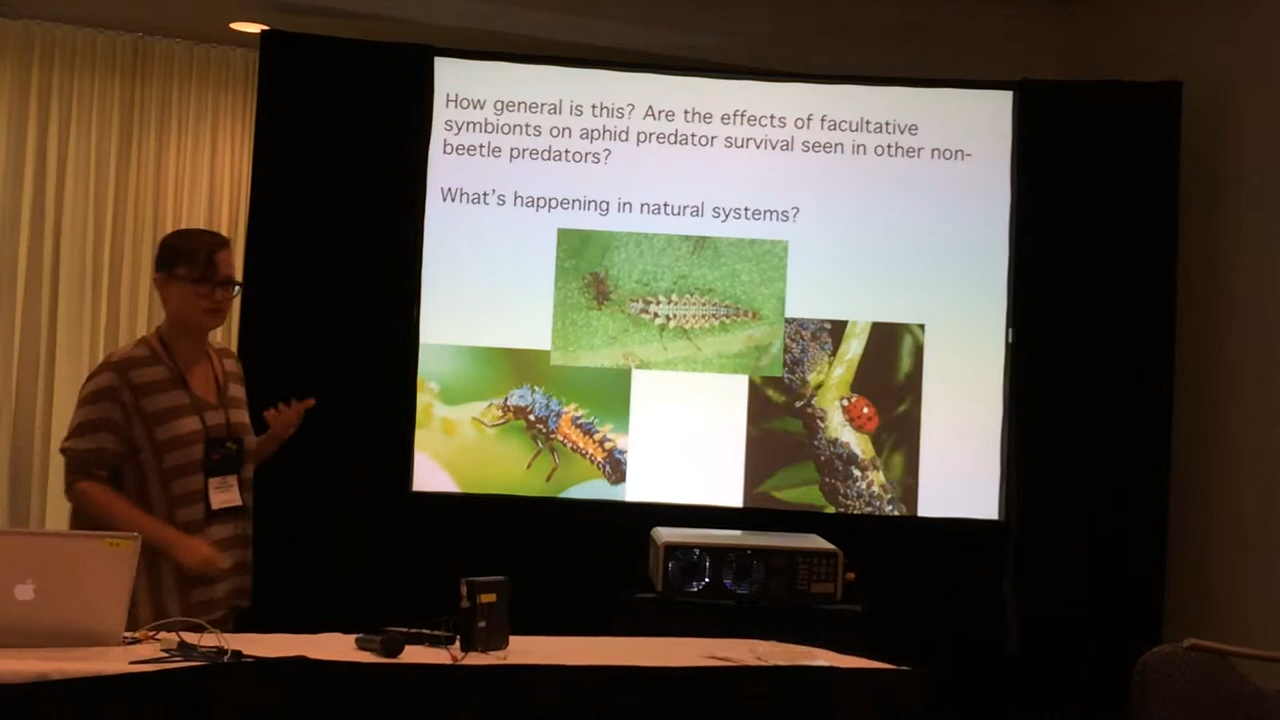 How general is this? Are the effects of facultative
symbionts on aphid predator survival seen in other non-
beetle predators?
What's happening in natural systems?